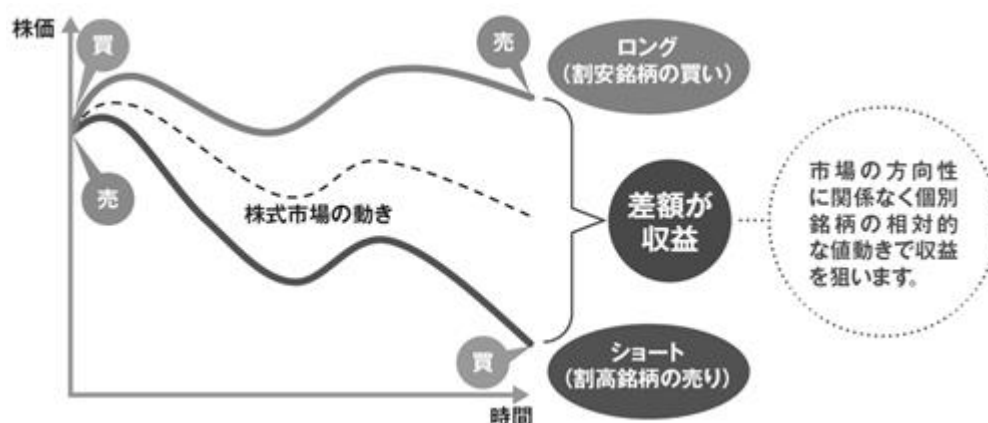 株価
買
売
ロング
(割安銘柄の買い)
売
株式市場の動き
差額が
収益
市場の方向性
に関係なく個別
銘柄の相対的
な値動きで収益
を狙います。
買
ショート
(割高銘柄の売り)
時間